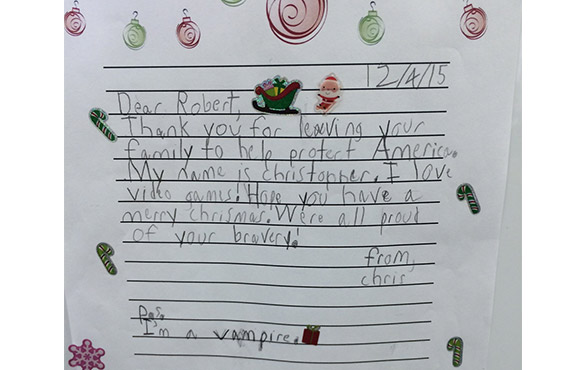 12/4/15
Dear Robert,
Thank you for leaving your
family to help protect America.
My name is christopher. I love
video games! Hope you have a
merry chrismas. We're all proud
of your bravery!
from,
chris
P.s.
I'm a vampire.